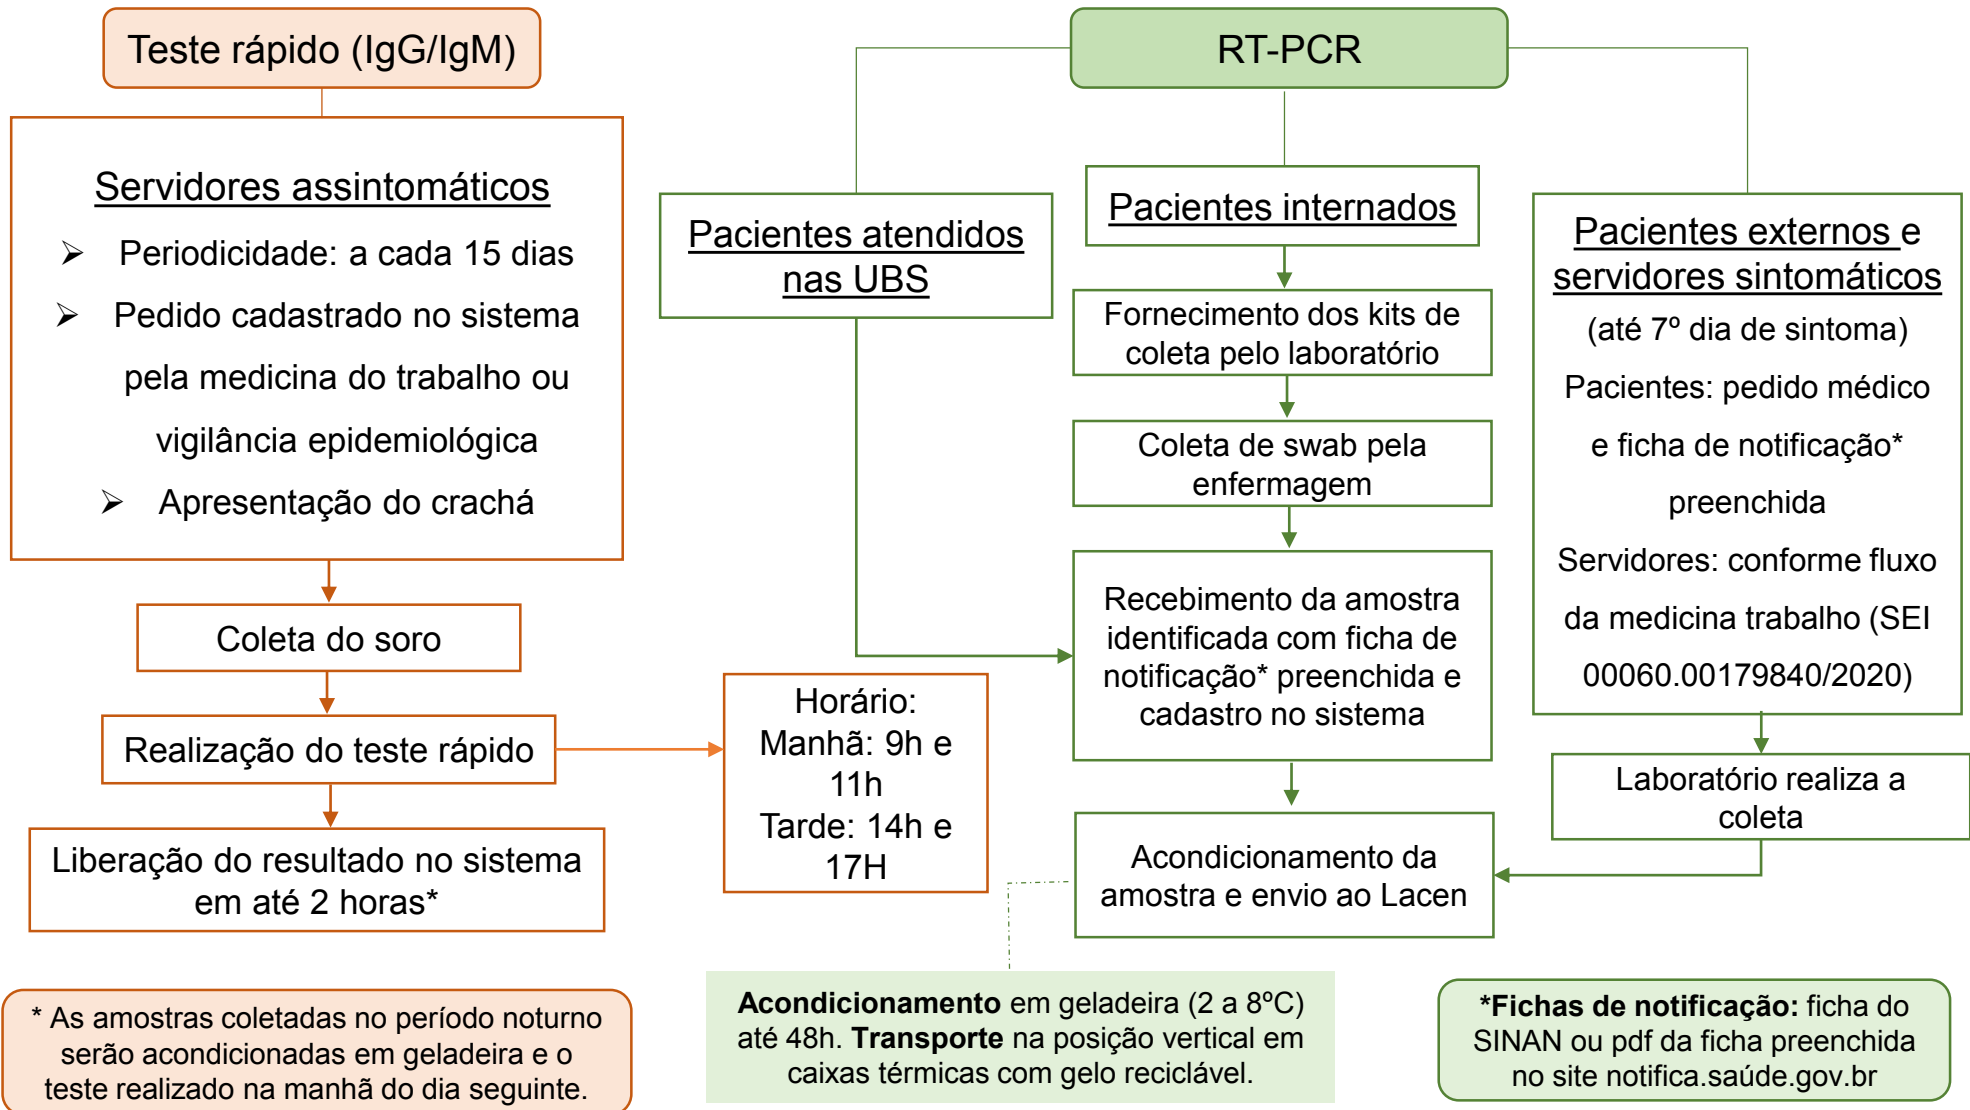 Teste rápido (IgG/IgM)
Servidores assintomáticos
➢ Periodicidade: a cada 15 dias
➢ Pedido cadastrado no sistema
pela medicina do trabalho ou
vigilância epidemiológica
➢ Apresentação do crachá
Coleta do soro
Realização do teste rápido
Liberação do resultado no sistema
em até 2 horas*
Horário:
Manhã: 9h e
11h
Tarde: 14h e
17H
* As amostras coletadas no período noturno
serão acondicionadas em geladeira e o
teste realizado na manhã do dia seguinte.
RT-PCR
Pacientes atendidos
nas UBS
Pacientes internados
Fornecimento dos kits de
coleta pelo laboratório
Coleta de swab pela
enfermagem
Recebimento da amostra
identificada com ficha de
notificação* preenchida e
cadastro no sistema
Acondicionamento da
amostra e envio ao Lacen
Pacientes externos e
servidores sintomáticos
(até 7º dia de sintoma)
Pacientes: pedido médico
e ficha de notificação*
preenchida
Servidores: conforme fluxo
da medicina trabalho (SEI
00060.00179840/2020)
Laboratório realiza a
coleta
Acondicionamento em geladeira (2 a 8ºC)
até 48h. Transporte na posição vertical em
caixas térmicas com gelo reciclável.
*Fichas de notificação: ficha do
SINAN ou pdf da ficha preenchida
no site notifica.saúde.gov.br